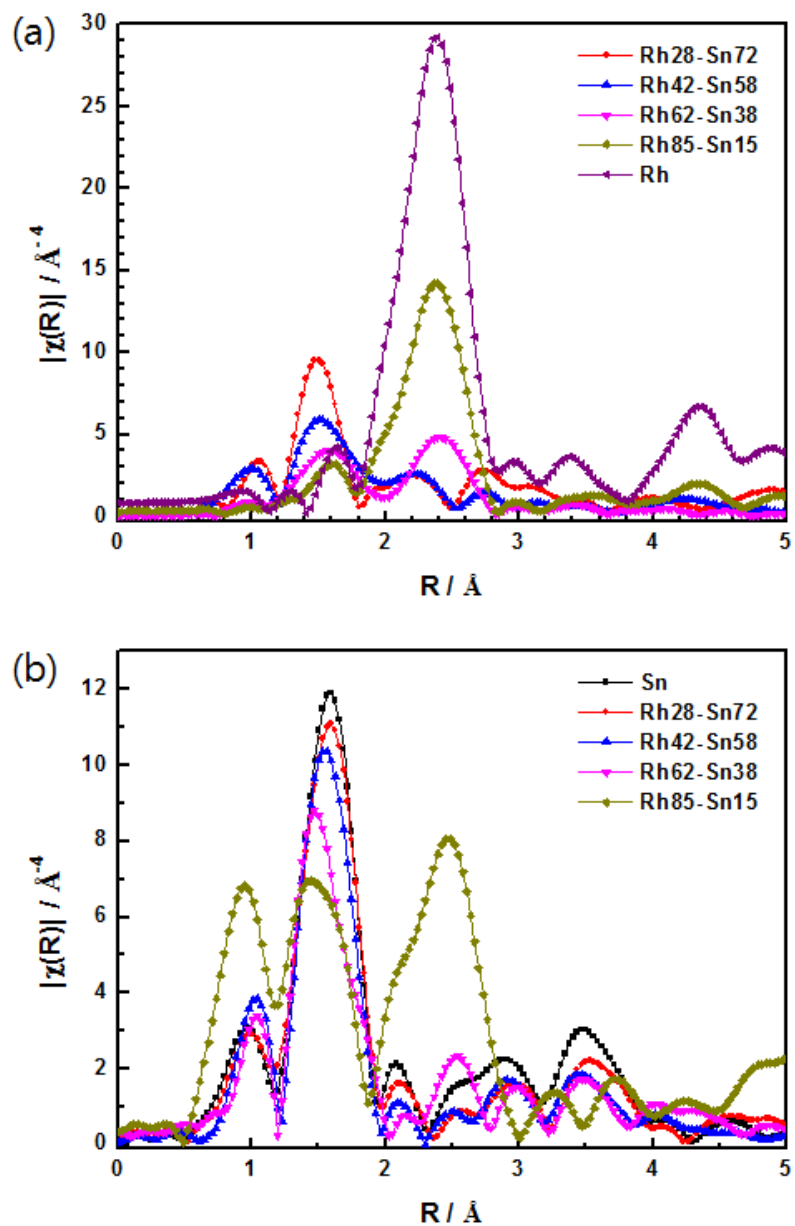 (a)
30
25
20
15
10
5
0
|χ(R)| / Å⁻⁴
Rh28-Sn72
Rh42-Sn58
Rh62-Sn38
Rh85-Sn15
Rh
0 1 2 3 4 5
R / Å
(b)
12
10
8
6
4
2
0
|χ(R)| / Å⁻⁴
Sn
Rh28-Sn72
Rh42-Sn58
Rh62-Sn38
Rh85-Sn15
0 1 2 3 4 5
R / Å